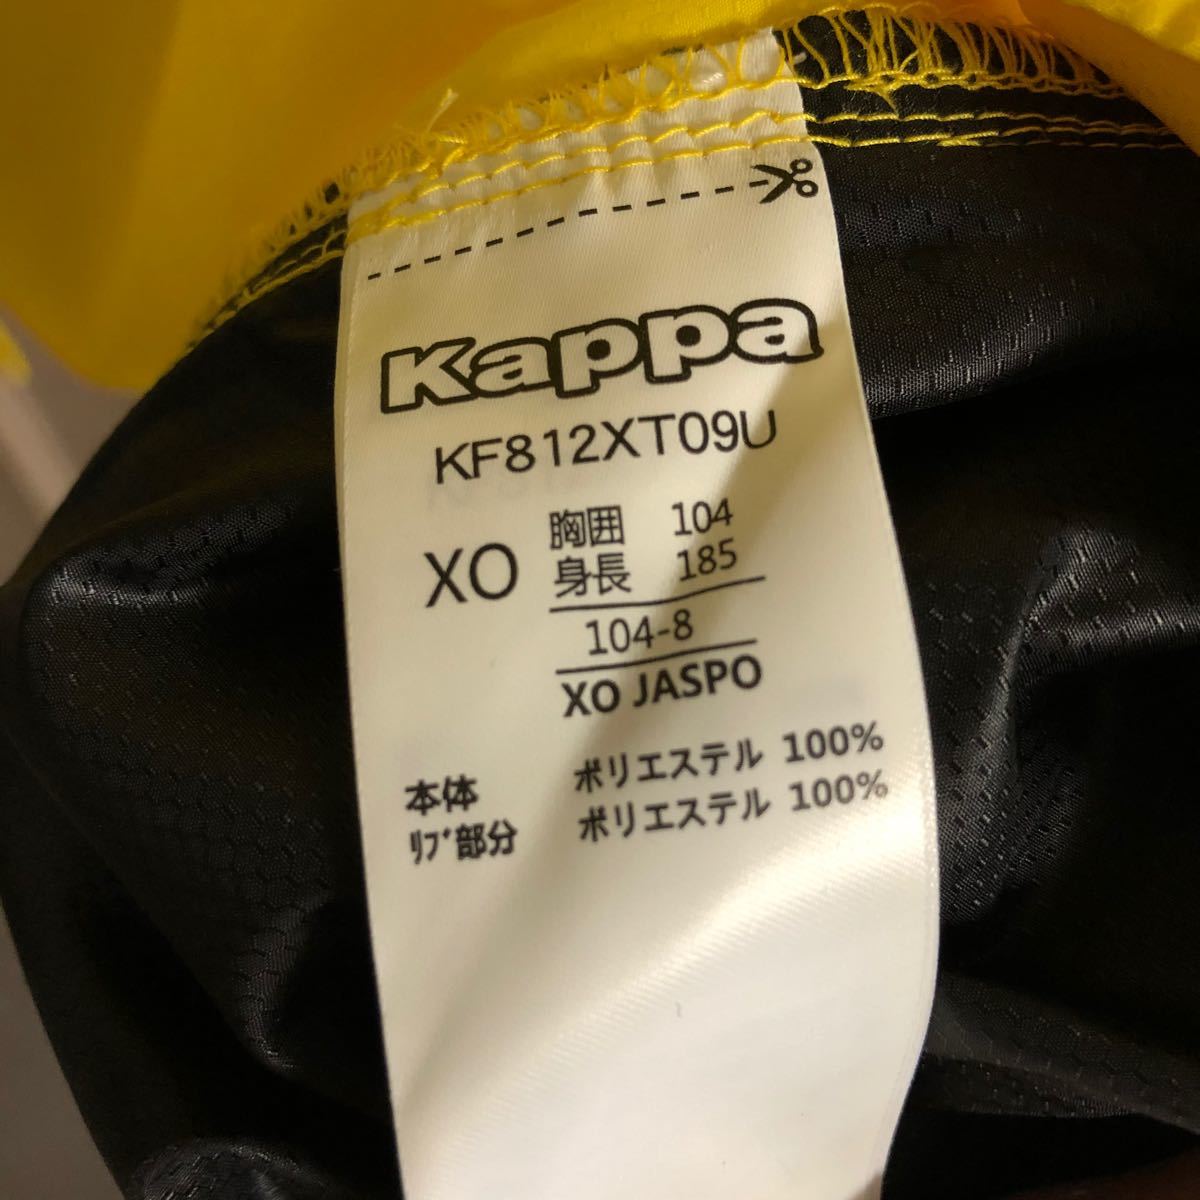 Kappa
KF812XT09U
XO
胸囲 104
身長 185
104-8
XO JASPO
本体 ポリエステル 100%
ﾘﾌﾞ部分 ポリエステル 100%